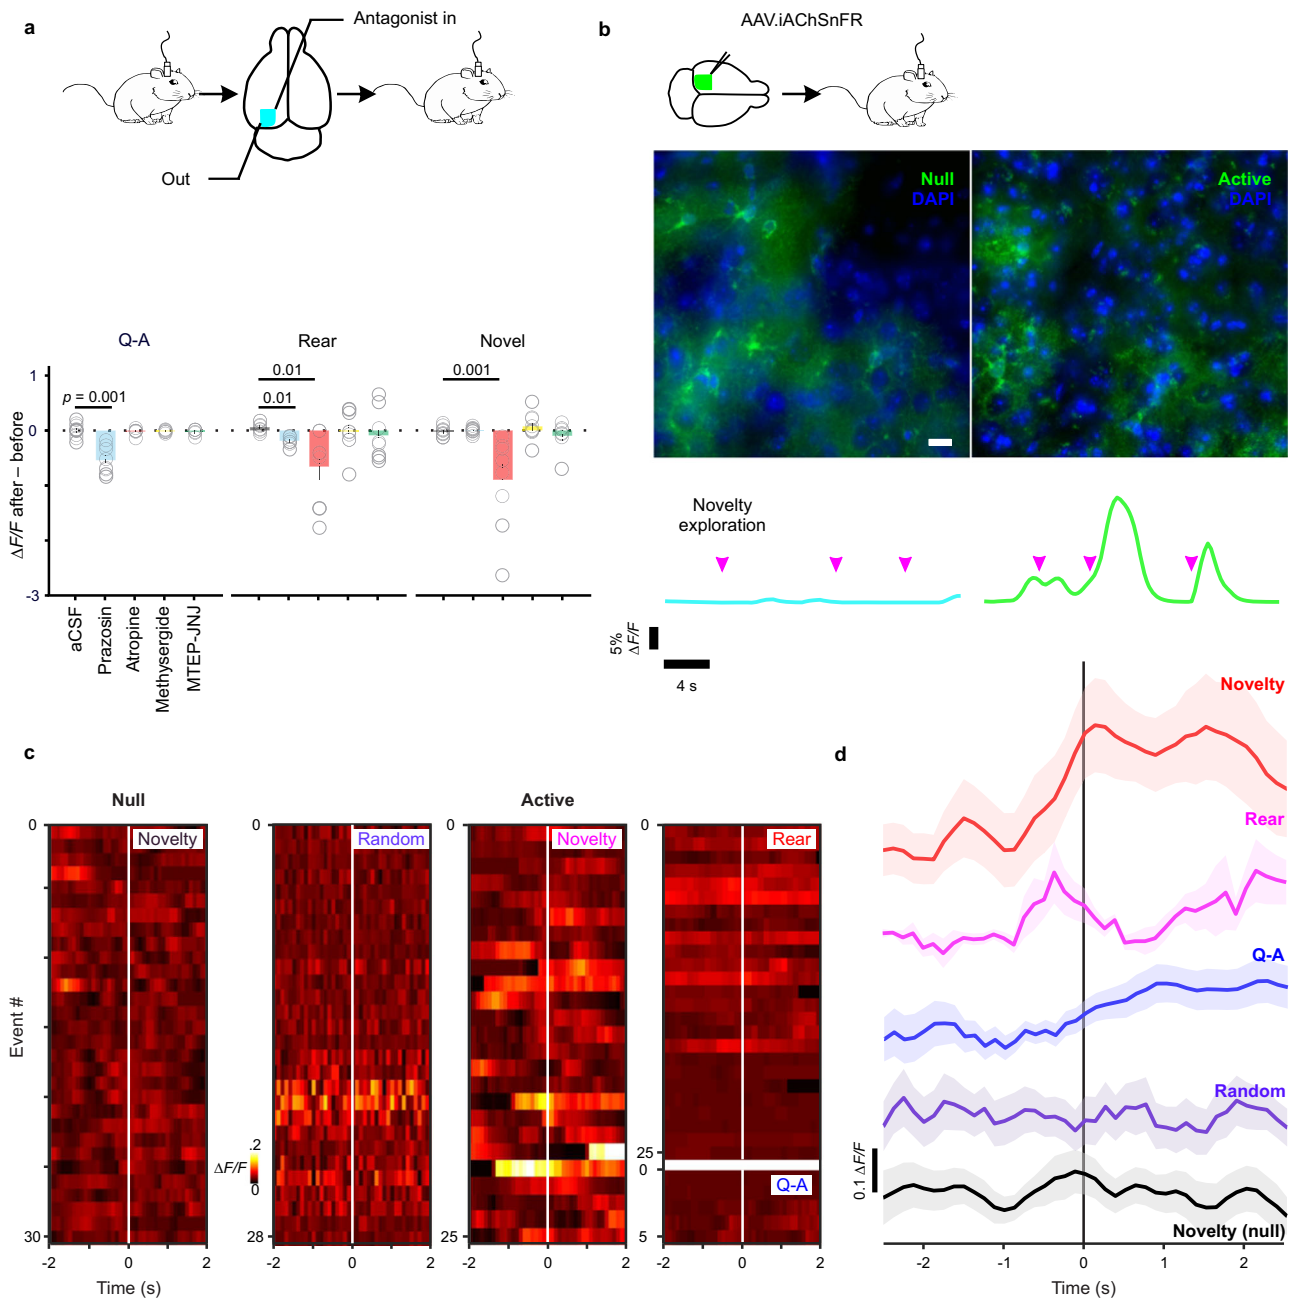 a
Antagonist in
Out
b
AAV.iAChSnFR
Null
DAPI
Active
DAPI
Q-A
Rear
Novel
1
0
-3
ΔF/F after – before
p = 0.001
0.01
0.01
0.001
aCSF
Prazosin
Atropine
Methysergide
MTEP-JNJ
Novelty
exploration
5%
ΔF/F
4 s
c
Null
Active
Novelty
Random
Novelty
Rear
Q-A
Event #
0
30
0
28
0
25
0
25
0
5
ΔF/F
.2
0
-2
0
2
-2
0
2
-2
0
2
-2
0
2
Time (s)
Time (s)
d
Novelty
Rear
Q-A
Random
Novelty (null)
0.1 ΔF/F
-2
-1
0
1
2
Time (s)